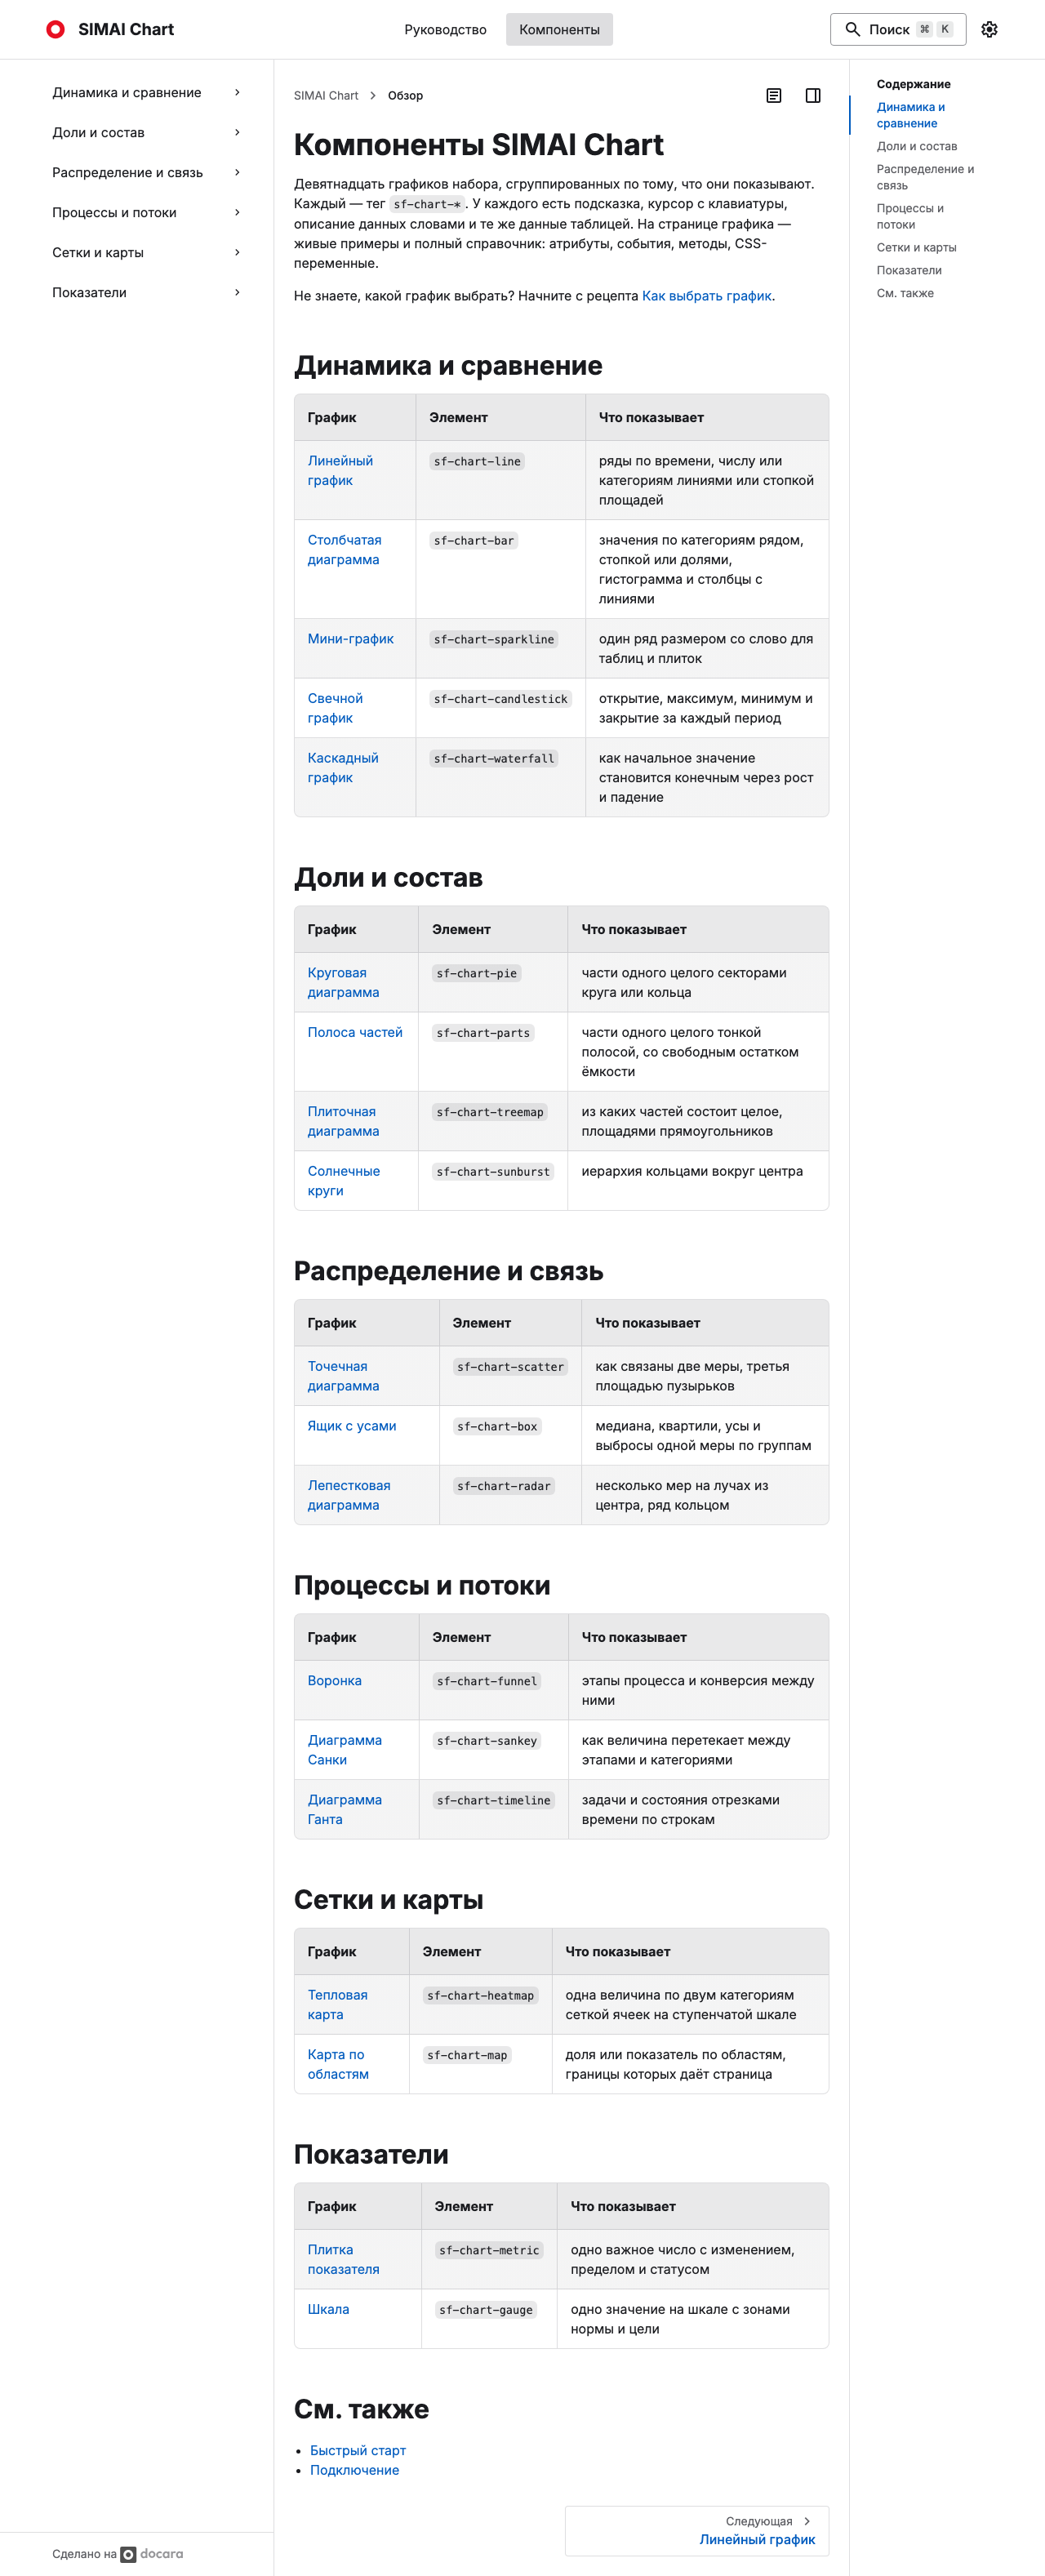 SIMAI Chart
Руководство
Компоненты
Поиск ⌘ K
Динамика и сравнение
Доли и состав
Распределение и связь
Процессы и потоки
Сетки и карты
Показатели
SIMAI Chart > Обзор
Компоненты SIMAI Chart
Девятнадцать графиков набора, сгруппированных по тому, что они показывают.
Каждый — тег sf-chart-*. У каждого есть подсказка, курсор с клавиатуры,
описание данных словами и те же данные таблицей. На странице графика —
живые примеры и полный справочник: атрибуты, события, методы, CSS-
переменные.
Не знаете, какой график выбрать? Начните с рецепта Как выбрать график.
Динамика и сравнение
График Элемент Что показывает
Линейный sf-chart-line ряды по времени, числу или
график категориям линиями или стопкой
площадей
Столбчатая sf-chart-bar значения по категориям рядом,
диаграмма стопкой или долями,
гистограмма и столбцы с
линиями
Мини-график sf-chart-sparkline один ряд размером со слово для
таблиц и плиток
Свечной sf-chart-candlestick открытие, максимум, минимум и
график закрытие за каждый период
Каскадный sf-chart-waterfall как начальное значение
график становится конечным через рост
и падение
Доли и состав
График Элемент Что показывает
Круговая sf-chart-pie части одного целого секторами
диаграмма круга или кольца
Полоса частей sf-chart-parts части одного целого тонкой
полосой, со свободным остатком
ёмкости
Плиточная sf-chart-treemap из каких частей состоит целое,
диаграмма площадями прямоугольников
Солнечные sf-chart-sunburst иерархия кольцами вокруг центра
круги
Распределение и связь
График Элемент Что показывает
Точечная sf-chart-scatter как связаны две меры, третья
диаграмма площадью пузырьков
Ящик с усами sf-chart-box медиана, квартили, усы и
выбросы одной меры по группам
Лепестковая sf-chart-radar несколько мер на лучах из
диаграмма центра, ряд кольцом
Процессы и потоки
График Элемент Что показывает
Воронка sf-chart-funnel этапы процесса и конверсия между
ними
Диаграмма sf-chart-sankey как величина перетекает между
Санки этапами и категориями
Диаграмма sf-chart-timeline задачи и состояния отрезками
Ганта времени по строкам
Сетки и карты
График Элемент Что показывает
Тепловая sf-chart-heatmap одна величина по двум категориям
карта сеткой ячеек на ступенчатой шкале
Карта по sf-chart-map доля или показатель по областям,
областям границы которых даёт страница
Показатели
График Элемент Что показывает
Плитка sf-chart-metric одно важное число с изменением,
показателя пределом и статусом
Шкала sf-chart-gauge одно значение на шкале с зонами
нормы и цели
См. также
Быстрый старт
Подключение
Следующая
Линейный график
Содержание
Динамика и
сравнение
Доли и состав
Распределение и
связь
Процессы и
потоки
Сетки и карты
Показатели
См. также
Сделано на docara